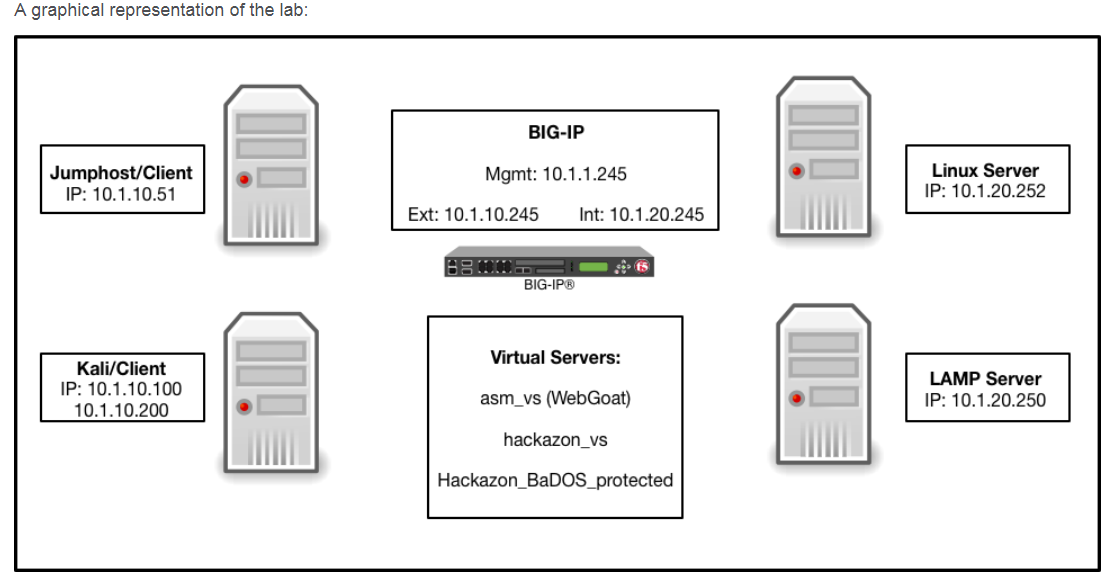 A graphical representation of the lab:
Jumphost/Client
IP: 10.1.10.51
BIG-IP
Mgmt: 10.1.1.245
Ext: 10.1.10.245 Int: 10.1.20.245
Linux Server
IP: 10.1.20.252
f5
BIG-IP®
Kali/Client
IP: 10.1.10.100
10.1.10.200
Virtual Servers:
asm_vs (WebGoat)
hackazon_vs
Hackazon_BaDOS_protected
LAMP Server
IP: 10.1.20.250